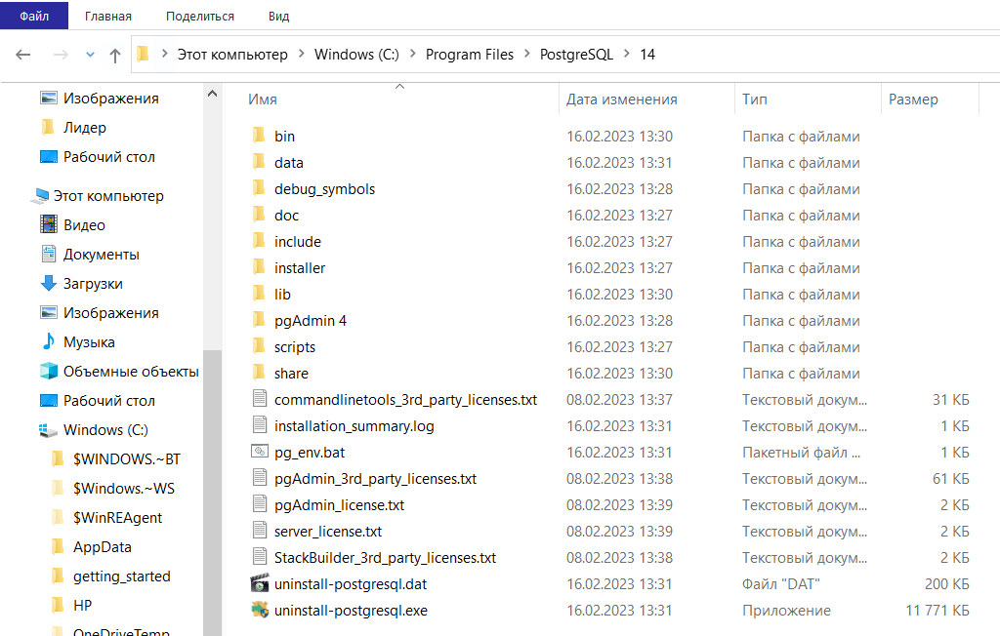 Файл Главная Поделиться Вид
Этот компьютер Windows (C:) Program Files PostgreSQL 14
Изображения
Лидер
Рабочий стол
Этот компьютер
Видео
Документы
Загрузки
Изображения
Музыка
Объемные объекты
Рабочий стол
Windows (C:)
$WINDOWS.~BT
$Windows.~WS
$WinREAgent
AppData
getting_started
HP
OneDriveTemp
Имя Дата изменения Тип Размер
bin 16.02.2023 13:30 Папка с файлами
data 16.02.2023 13:31 Папка с файлами
debug_symbols 16.02.2023 13:28 Папка с файлами
doc 16.02.2023 13:27 Папка с файлами
include 16.02.2023 13:27 Папка с файлами
installer 16.02.2023 13:27 Папка с файлами
lib 16.02.2023 13:30 Папка с файлами
pgAdmin 4 16.02.2023 13:28 Папка с файлами
scripts 16.02.2023 13:27 Папка с файлами
share 16.02.2023 13:30 Папка с файлами
commandlinetools_3rd_party_licenses.txt 08.02.2023 13:37 Текстовый докум... 31 КБ
installation_summary.log 16.02.2023 13:31 Текстовый докум... 1 КБ
pg_env.bat 16.02.2023 13:31 Пакетный файл ... 1 КБ
pgAdmin_3rd_party_licenses.txt 08.02.2023 13:38 Текстовый докум... 61 КБ
pgAdmin_license.txt 08.02.2023 13:39 Текстовый докум... 2 КБ
server_license.txt 08.02.2023 13:39 Текстовый докум... 2 КБ
StackBuilder_3rd_party_licenses.txt 08.02.2023 13:38 Текстовый докум... 2 КБ
uninstall-postgresql.dat 16.02.2023 13:31 Файл "DAT" 200 КБ
uninstall-postgresql.exe 16.02.2023 13:31 Приложение 11 771 КБ